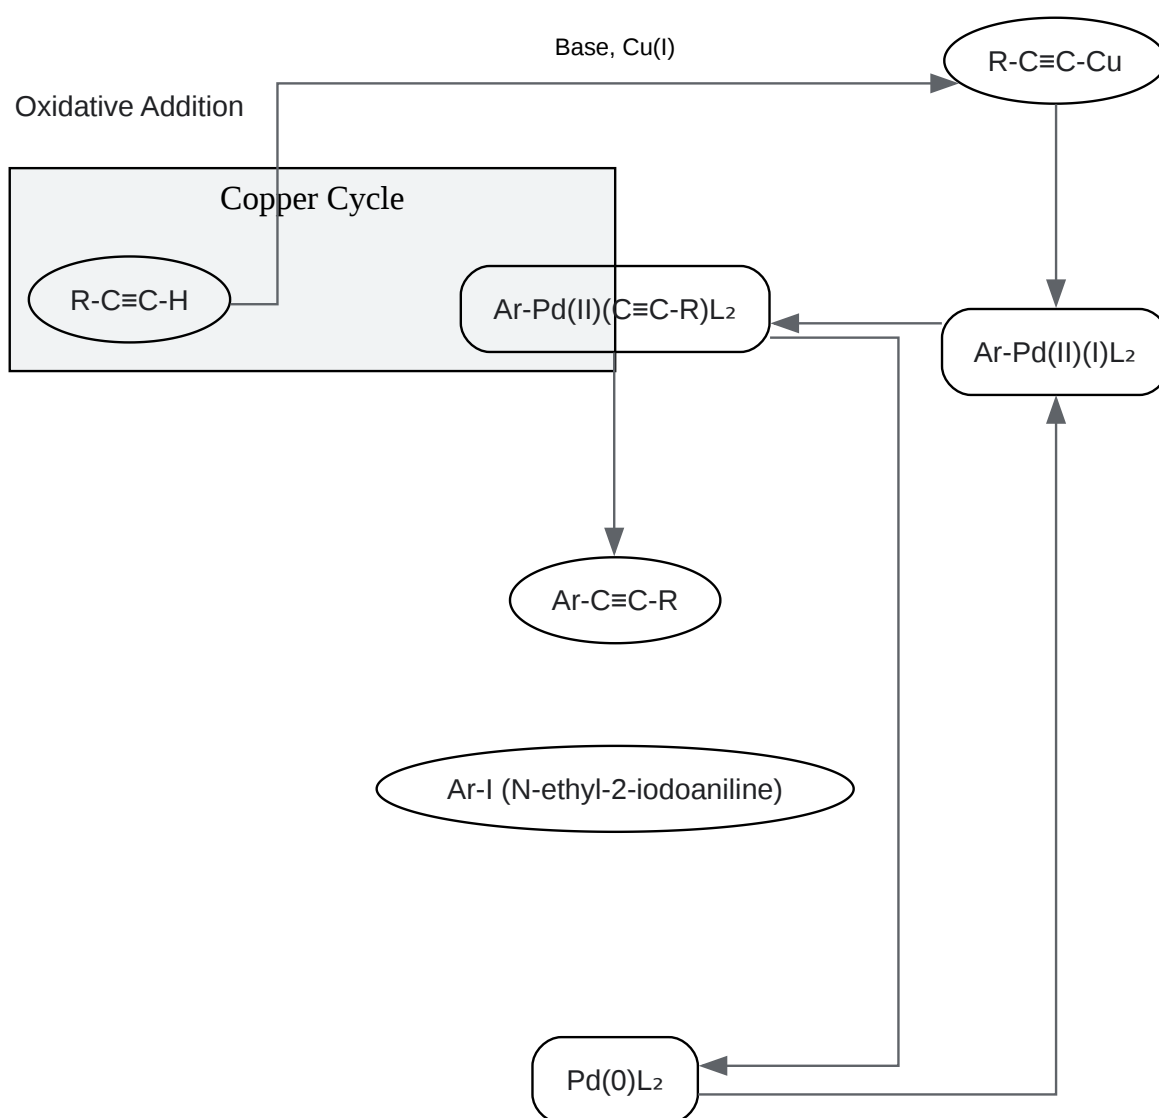 Base, Cu(I)
R-C≡C-Cu
Oxidative Addition
Copper Cycle
R-C≡C-H
Ar-Pd(II)(C≡C-R)L₂
Ar-Pd(II)(I)L₂
Ar-C≡C-R
Ar-I (N-ethyl-2-iodoaniline)
Pd(0)L₂